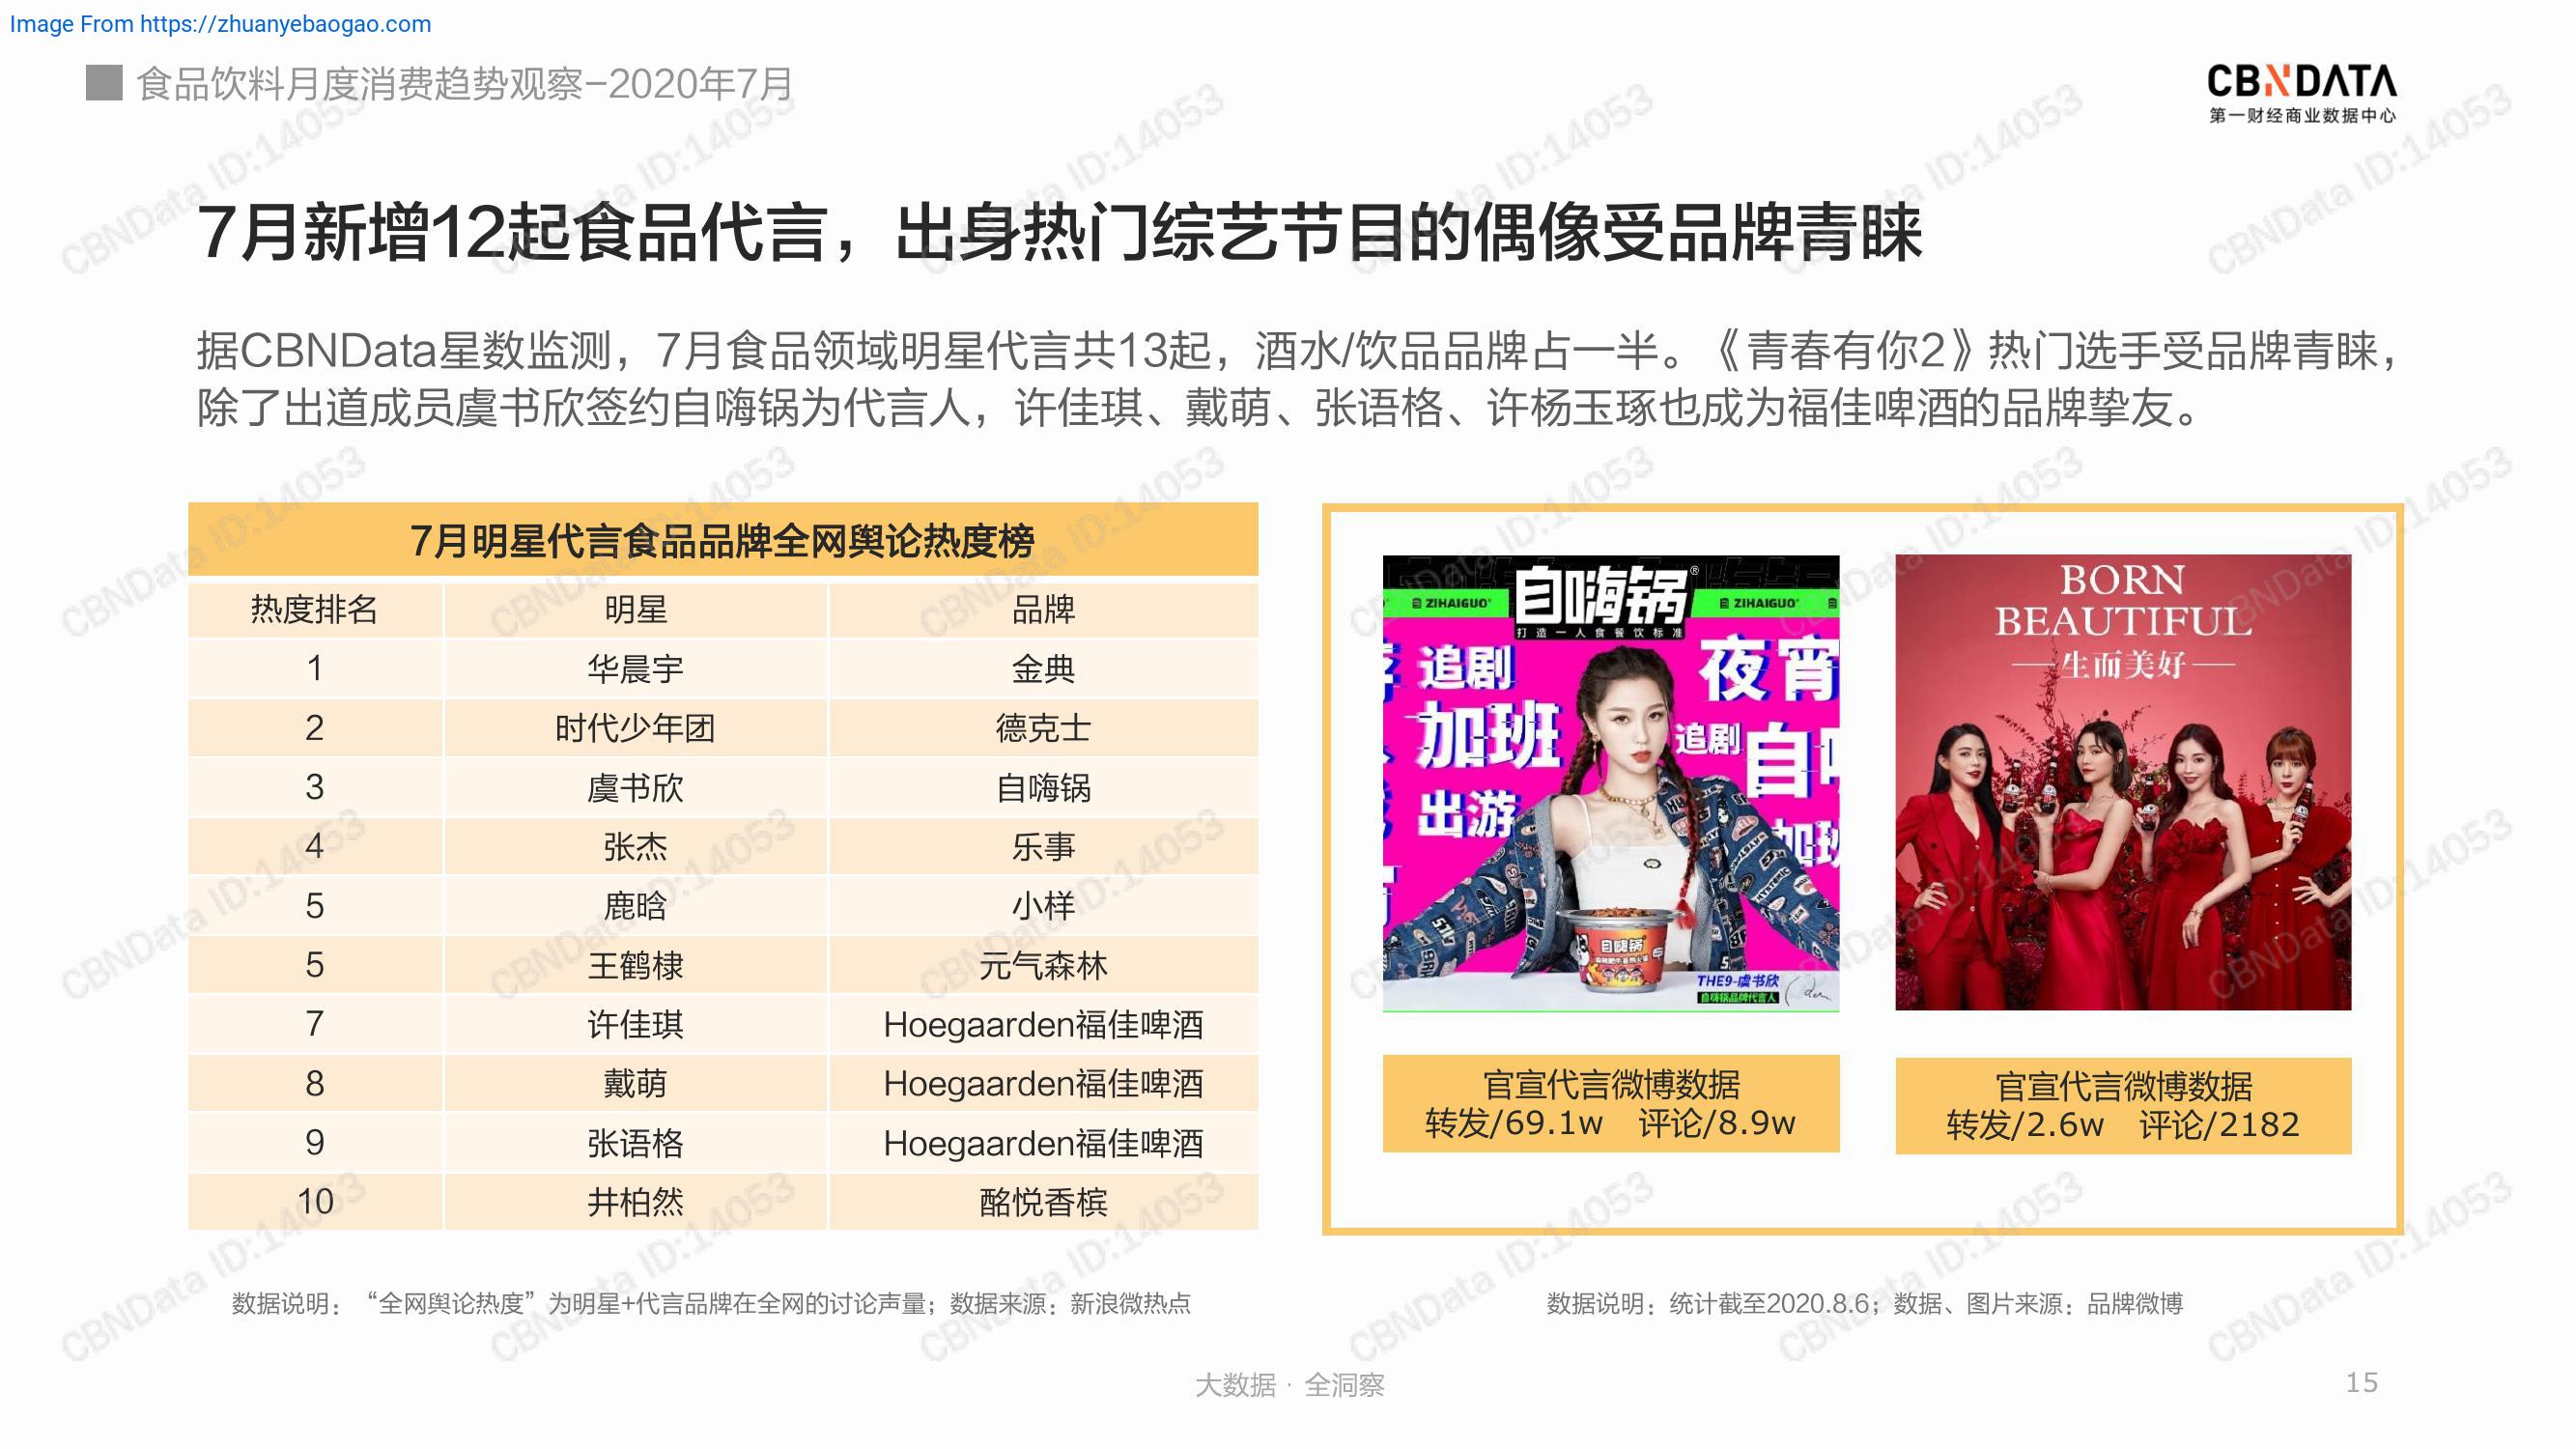 Image From https://zhuanyebaogao.com
食品饮料月度消费趋势观察–2020年7月
CBNDATA
第一财经商业数据中心
7月新增12起食品代言，出身热门综艺节目的偶像受品牌青睐
据CBNData星数监测，7月食品领域明星代言共13起，酒水/饮品品牌占一半。《青春有你2》热门选手受品牌青睐，
除了出道成员虞书欣签约自嗨锅为代言人，许佳琪、戴萌、张语格、许杨玉琢也成为福佳啤酒的品牌挚友。
7月明星代言食品品牌全网舆论热度榜
热度排名 明星 品牌
1 华晨宇 金典
2 时代少年团 德克士
3 虞书欣 自嗨锅
4 张杰 乐事
5 鹿晗 小样
5 王鹤棣 元气森林
7 许佳琪 Hoegaarden福佳啤酒
8 戴萌 Hoegaarden福佳啤酒
9 张语格 Hoegaarden福佳啤酒
10 井柏然 酩悦香槟
自嗨锅®
ZIHAIGUO® ZIHAIGUO®
打造一人食餐饮标准
追剧 夜宵
加班 追剧
出游
自嗨锅
THE9-虞书欣
自嗨锅品牌代言人
BORN
BEAUTIFUL
生而美好
官宣代言微博数据
转发/69.1w 评论/8.9w
官宣代言微博数据
转发/2.6w 评论/2182
数据说明：“全网舆论热度”为明星+代言品牌在全网的讨论声量；数据来源：新浪微热点
数据说明：统计截至2020.8.6；数据、图片来源：品牌微博
大数据 · 全洞察
15
CBNData ID:14053